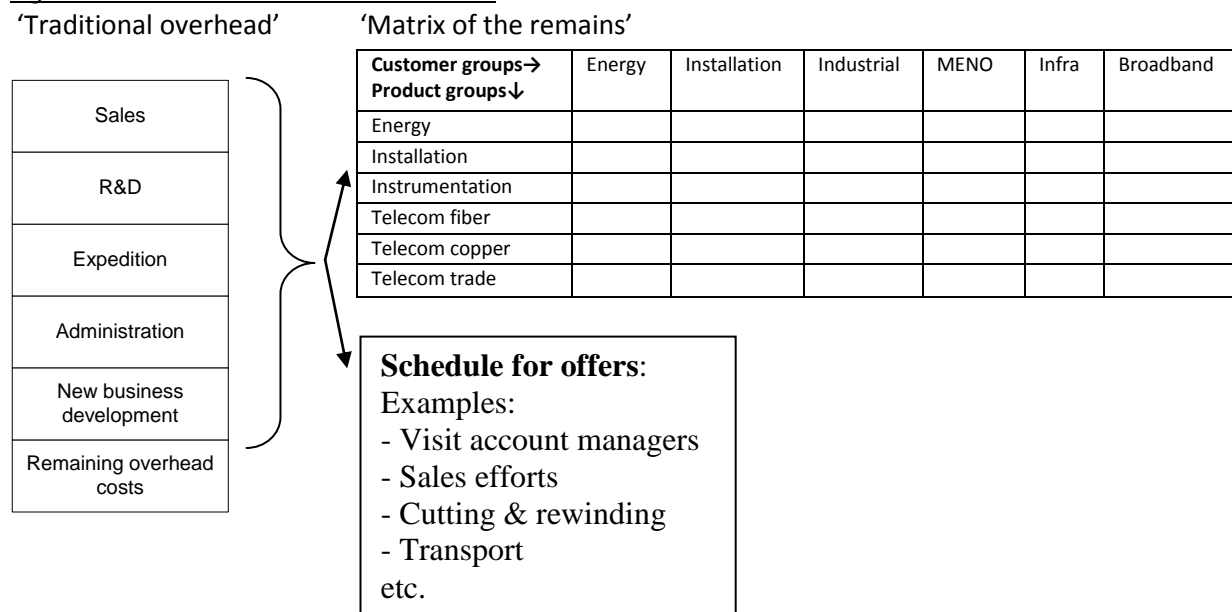 ‘Traditional overhead’
‘Matrix of the remains’
Sales
R&D
Expedition
Administration
New business
development
Remaining overhead
costs
Customer groups→ Energy Installation Industrial MENO Infra Broadband
Product groups↓
Energy
Installation
Instrumentation
Telecom fiber
Telecom copper
Telecom trade
Schedule for offers:
Examples:
- Visit account managers
- Sales efforts
- Cutting & rewinding
- Transport
etc.